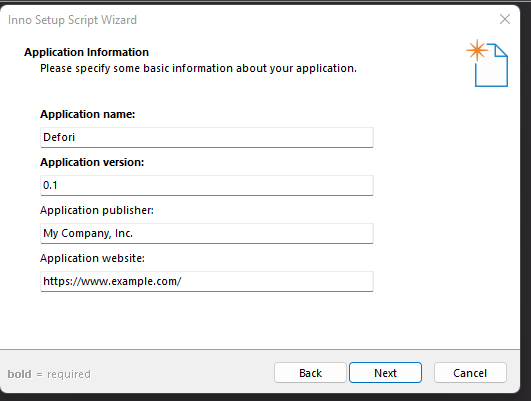 Inno Setup Script Wizard
Application Information
Please specify some basic information about your application.
Application name:
Defori
Application version:
0.1
Application publisher:
My Company, Inc.
Application website:
https://www.example.com/
bold = required
Back
Next
Cancel